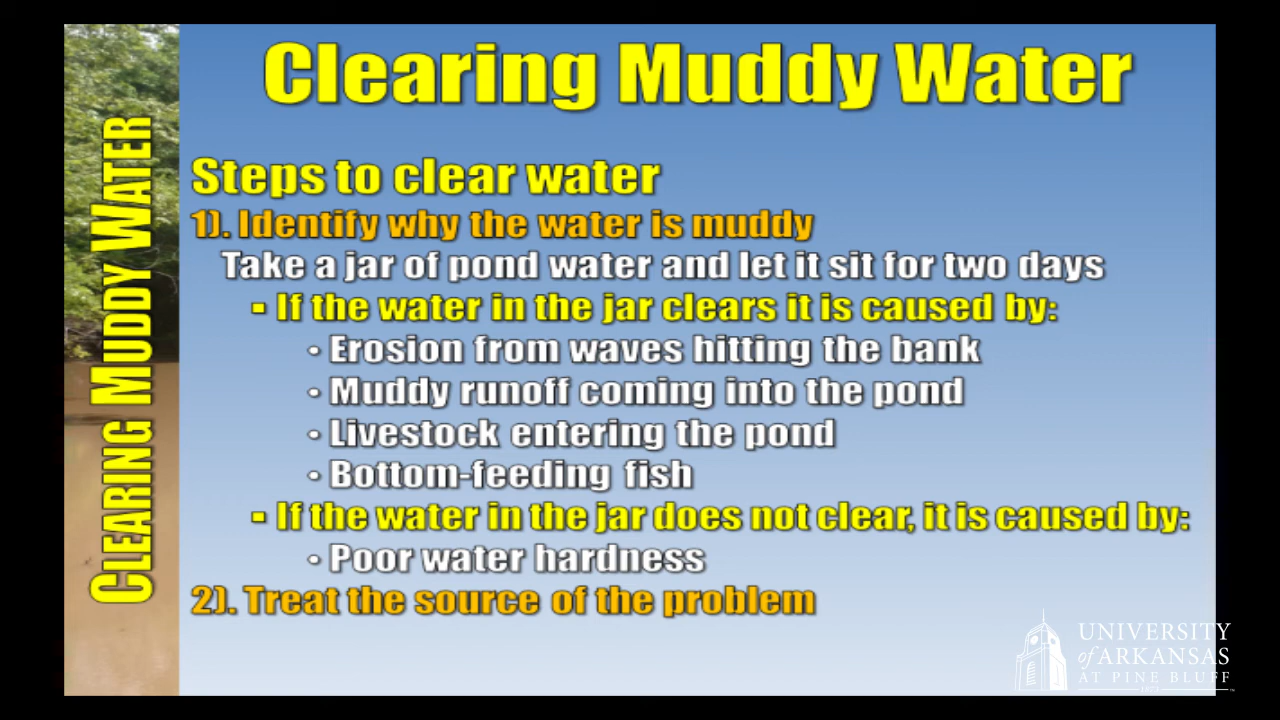 Clearing Muddy Water
CLEARING MUDDY WATER
Steps to clear water
1). Identify why the water is muddy
Take a jar of pond water and let it sit for two days
▪ If the water in the jar clears it is caused by:
• Erosion from waves hitting the bank
• Muddy runoff coming into the pond
• Livestock entering the pond
• Bottom-feeding fish
▪ If the water in the jar does not clear, it is caused by:
• Poor water hardness
2). Treat the source of the problem
UNIVERSITY
of ARKANSAS
AT PINE BLUFF